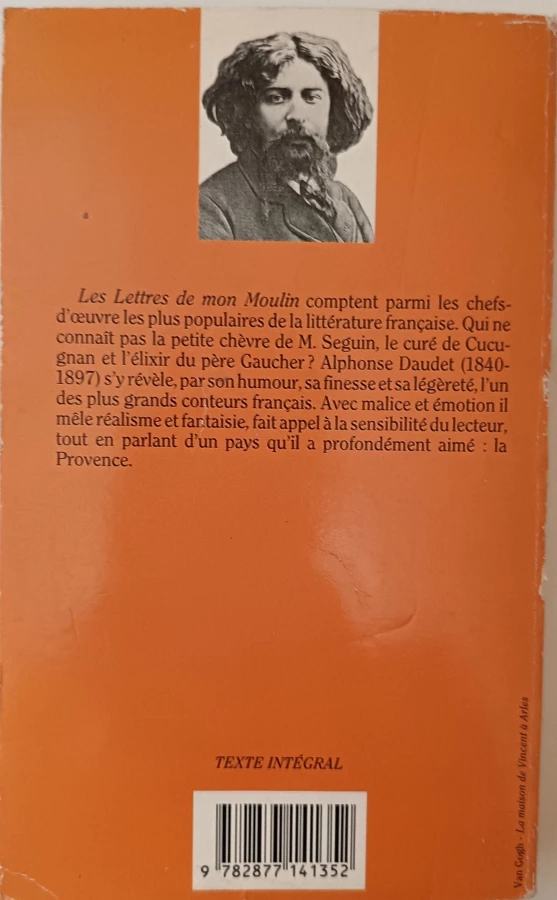 Les Lettres de mon Moulin comptent parmi les chefs-
d'œuvre les plus populaires de la littérature française. Qui ne
connaît pas la petite chèvre de M. Seguin, le curé de Cucu-
gnan et l'élixir du père Gaucher ? Alphonse Daudet (1840-
1897) s'y révèle, par son humour, sa finesse et sa légèreté, l'un
des plus grands conteurs français. Avec malice et émotion il
mêle réalisme et fantaisie, fait appel à la sensibilité du lecteur,
tout en parlant d'un pays qu'il a profondément aimé : la
Provence.
TEXTE INTÉGRAL
9 782877 141352
Van Gogh - La maison de Vincent à Arles